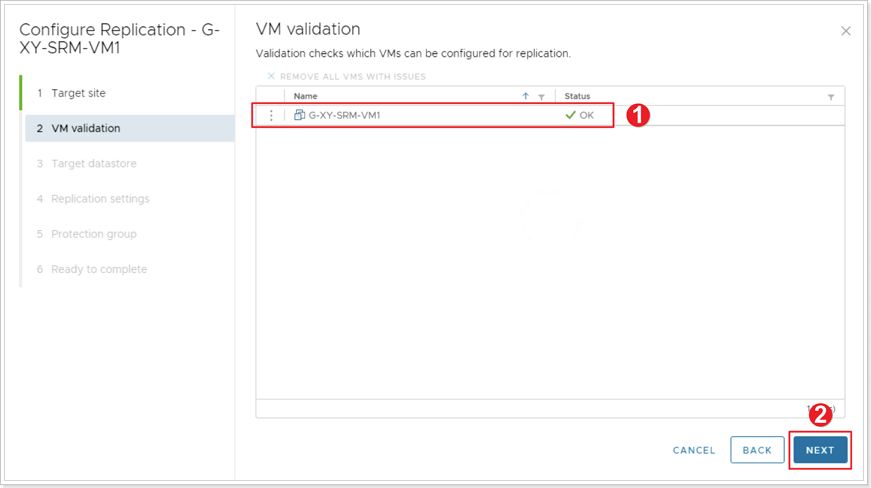 Configure Replication - G-
XY-SRM-VM1
1 Target site
2 VM validation
3 Target datastore
4 Replication settings
5 Protection group
6 Ready to complete
VM validation
Validation checks which VMs can be configured for replication.
REMOVE ALL VMS WITH ISSUES
Name Status
G-XY-SRM-VM1 OK
1
2
CANCEL BACK NEXT